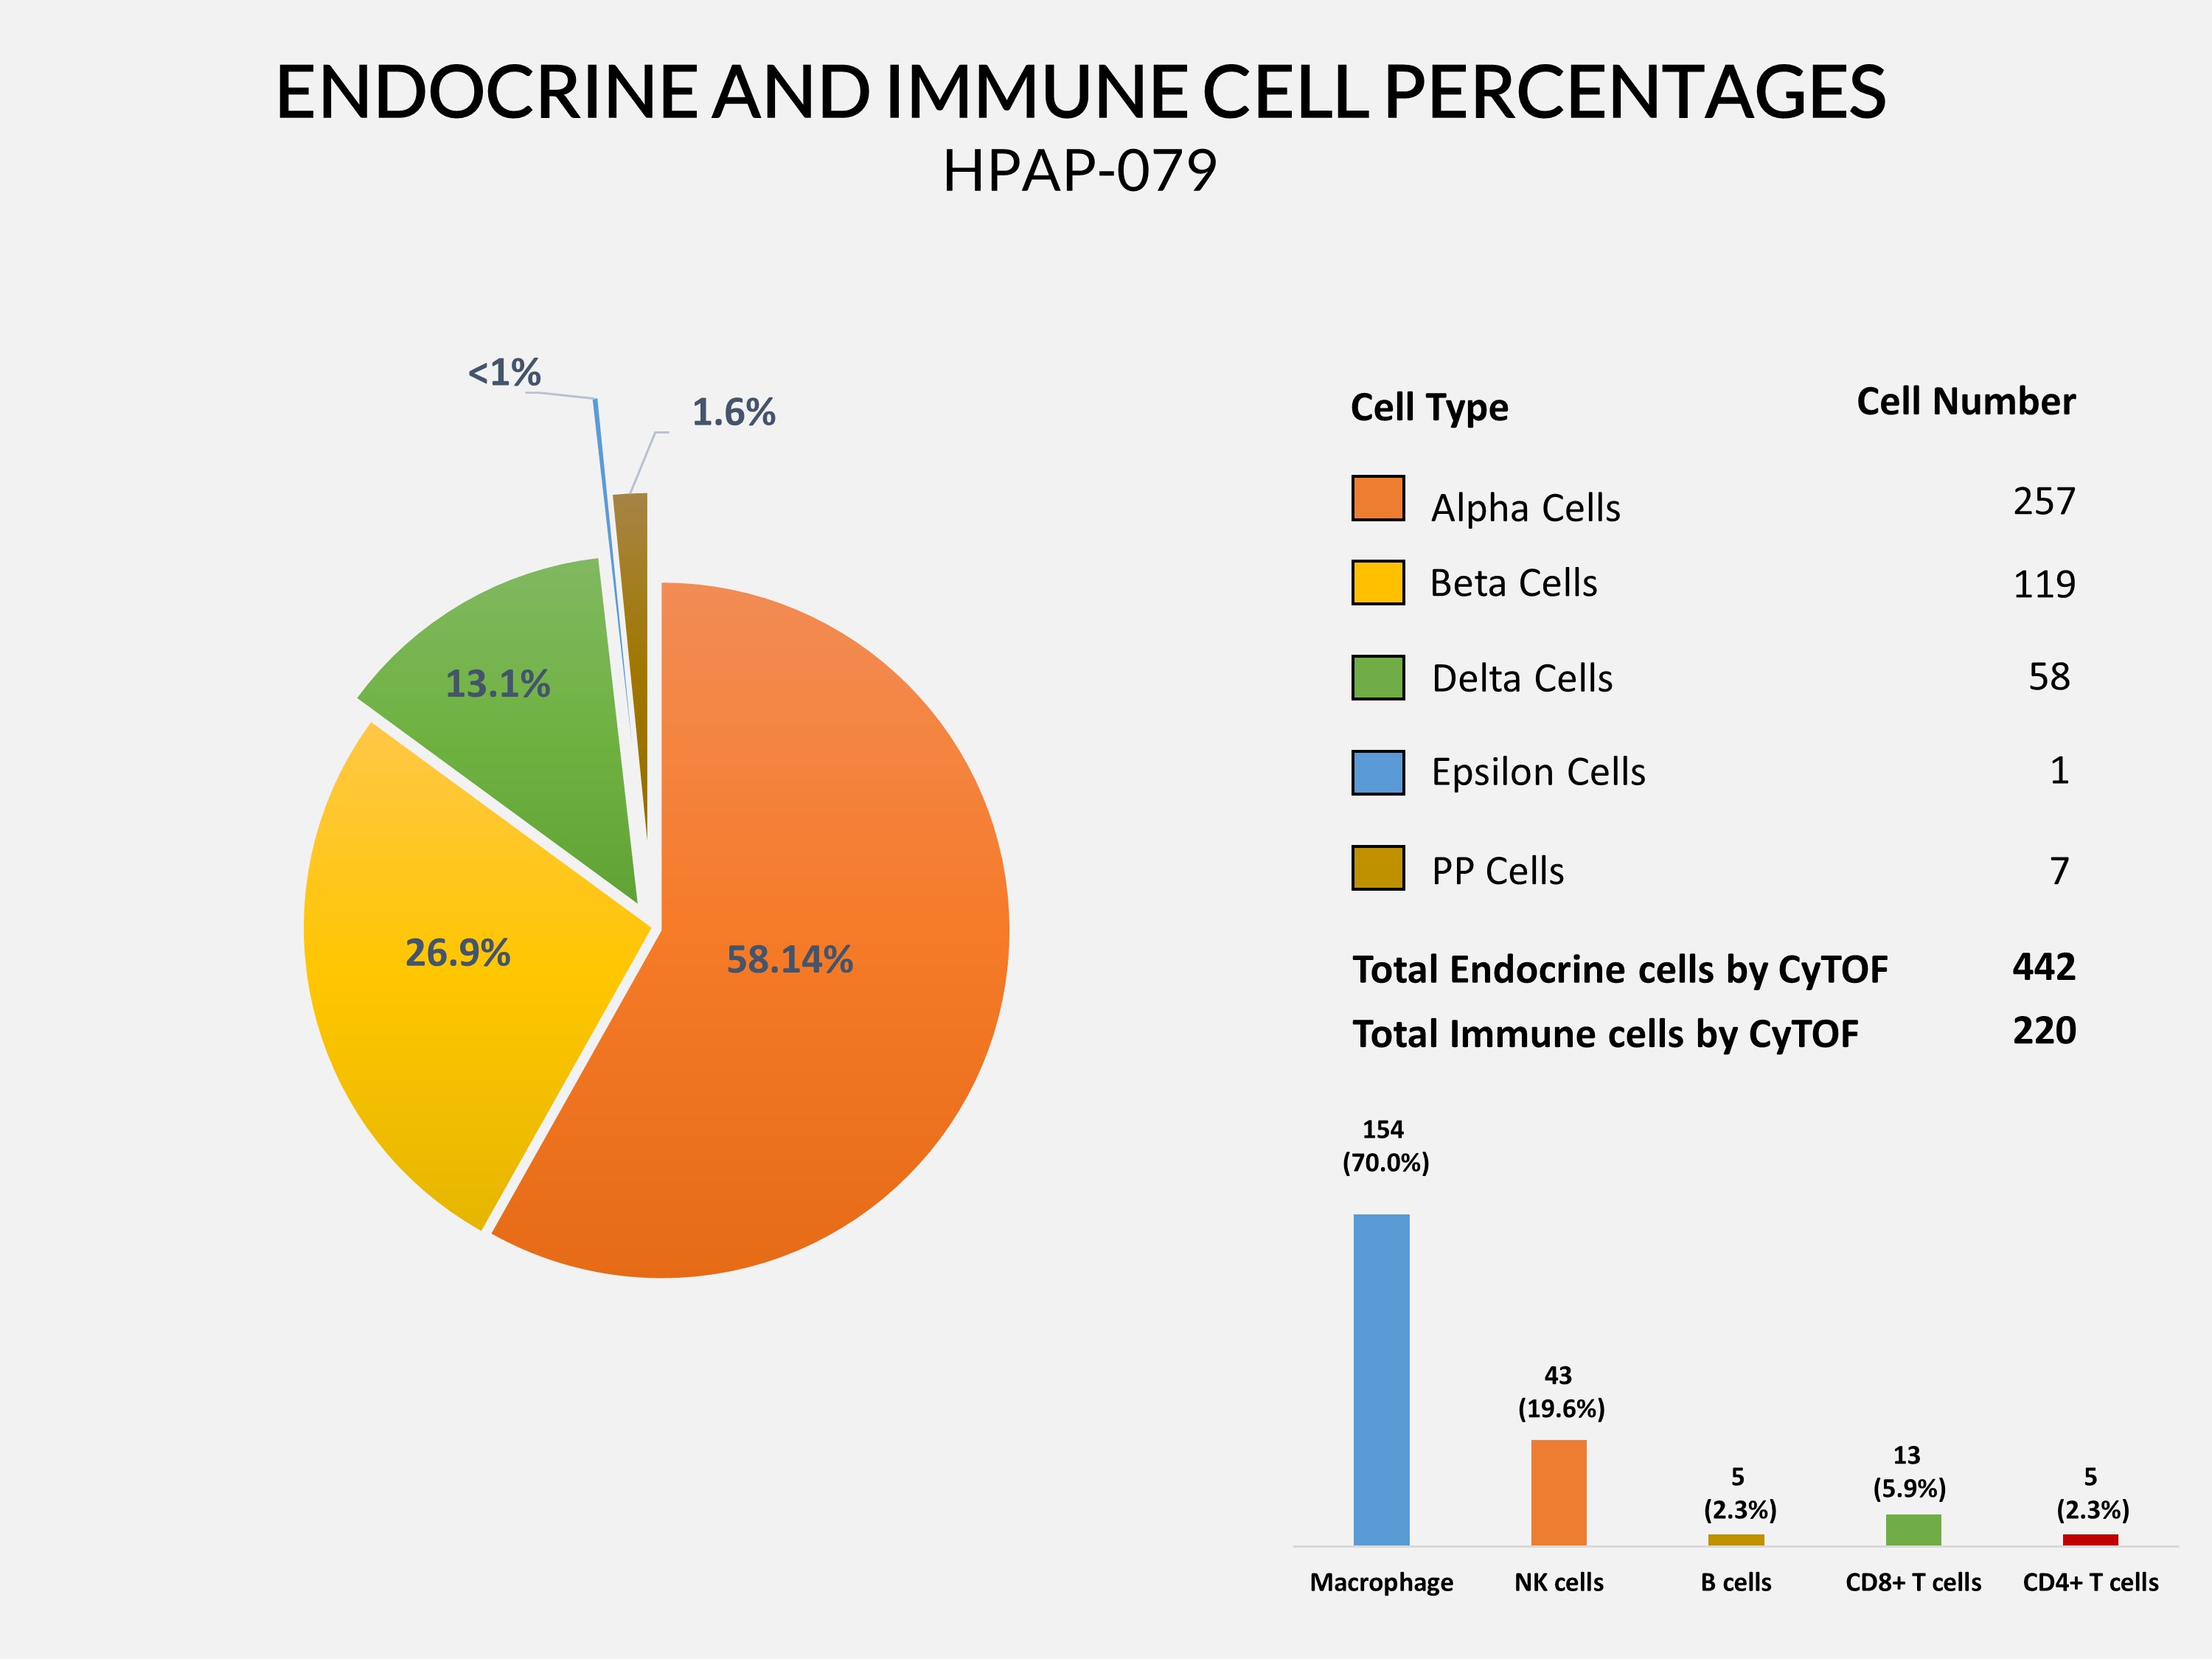 ENDOCRINE AND IMMUNE CELL PERCENTAGES
HPAP-079
<1%
1.6%
13.1%
26.9%
58.14%
Cell Type Cell Number
Alpha Cells 257
Beta Cells 119
Delta Cells 58
Epsilon Cells 1
PP Cells 7
Total Endocrine cells by CyTOF 442
Total Immune cells by CyTOF 220
154
(70.0%)
43
(19.6%)
5
(2.3%)
13
(5.9%)
5
(2.3%)
Macrophage NK cells B cells CD8+ T cells CD4+ T cells